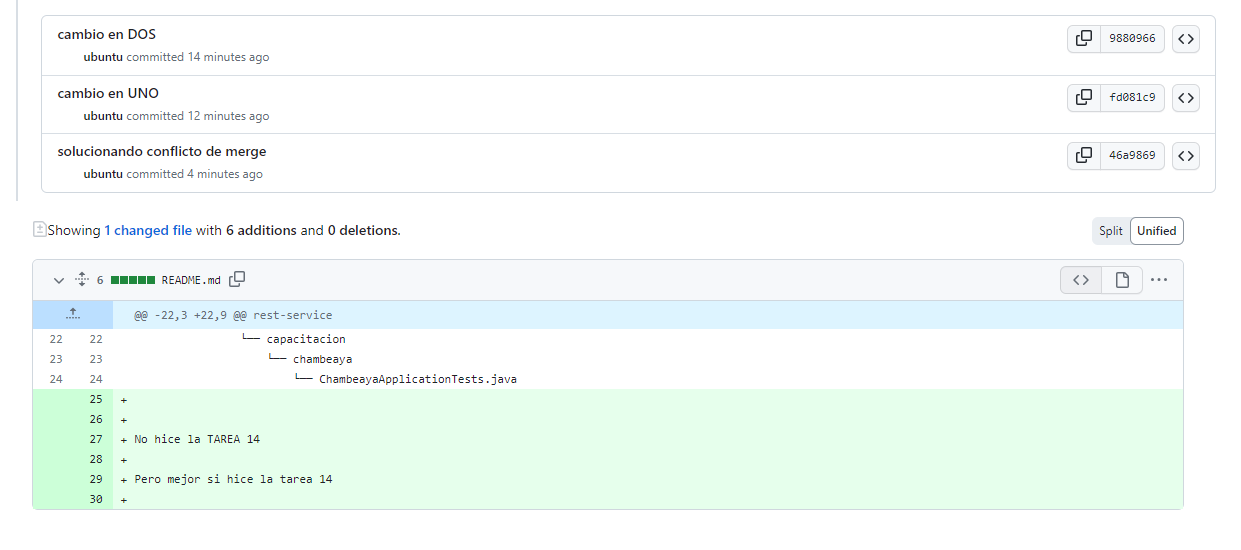 cambio en DOS
ubuntu committed 14 minutes ago
9880966
cambio en UNO
ubuntu committed 12 minutes ago
fd081c9
solucionando conflicto de merge
ubuntu committed 4 minutes ago
46a9869
Showing 1 changed file with 6 additions and 0 deletions.
Split Unified
6 README.md
@@ -22,3 +22,9 @@ rest-service
22 22 └── capacitacion
23 23 └── chambeaya
24 24 └── ChambeayaApplicationTests.java
25 +
26 +
27 + No hice la TAREA 14
28 +
29 + Pero mejor si hice la tarea 14
30 +